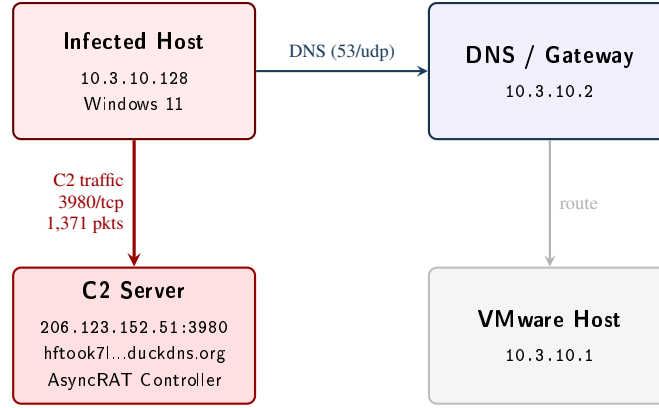 Infected Host
10.3.10.128
Windows 11
DNS (53/udp)
DNS / Gateway
10.3.10.2
C2 traffic
3980/tcp
1,371 pkts
route
C2 Server
206.123.152.51:3980
hftook7l...duckdns.org
AsyncRAT Controller
VMware Host
10.3.10.1